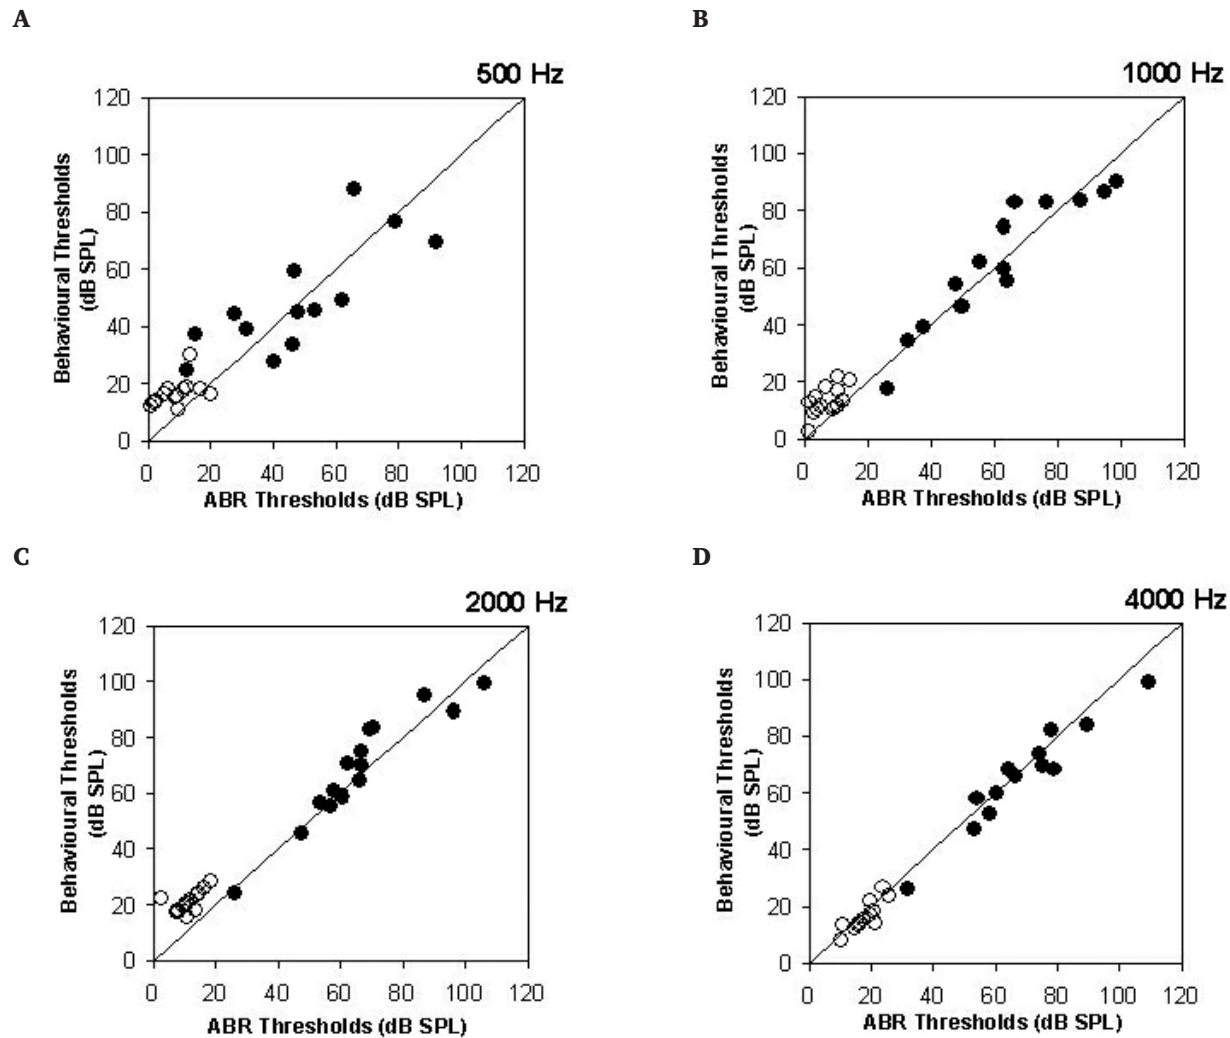 A
500 Hz
120
100
80
60
40
20
0
Behavioural Thresholds
(dB SPL)
0 20 40 60 80 100 120
ABR Thresholds (dB SPL)
B
1000 Hz
120
100
80
60
40
20
0
Behavioural Thresholds
(dB SPL)
0 20 40 60 80 100 120
ABR Thresholds (dB SPL)
C
2000 Hz
120
100
80
60
40
20
0
Behavioural Thresholds
(dB SPL)
0 20 40 60 80 100 120
ABR Thresholds (dB SPL)
D
4000 Hz
120
100
80
60
40
20
0
Behavioural Thresholds
(dB SPL)
0 20 40 60 80 100 120
ABR Thresholds (dB SPL)